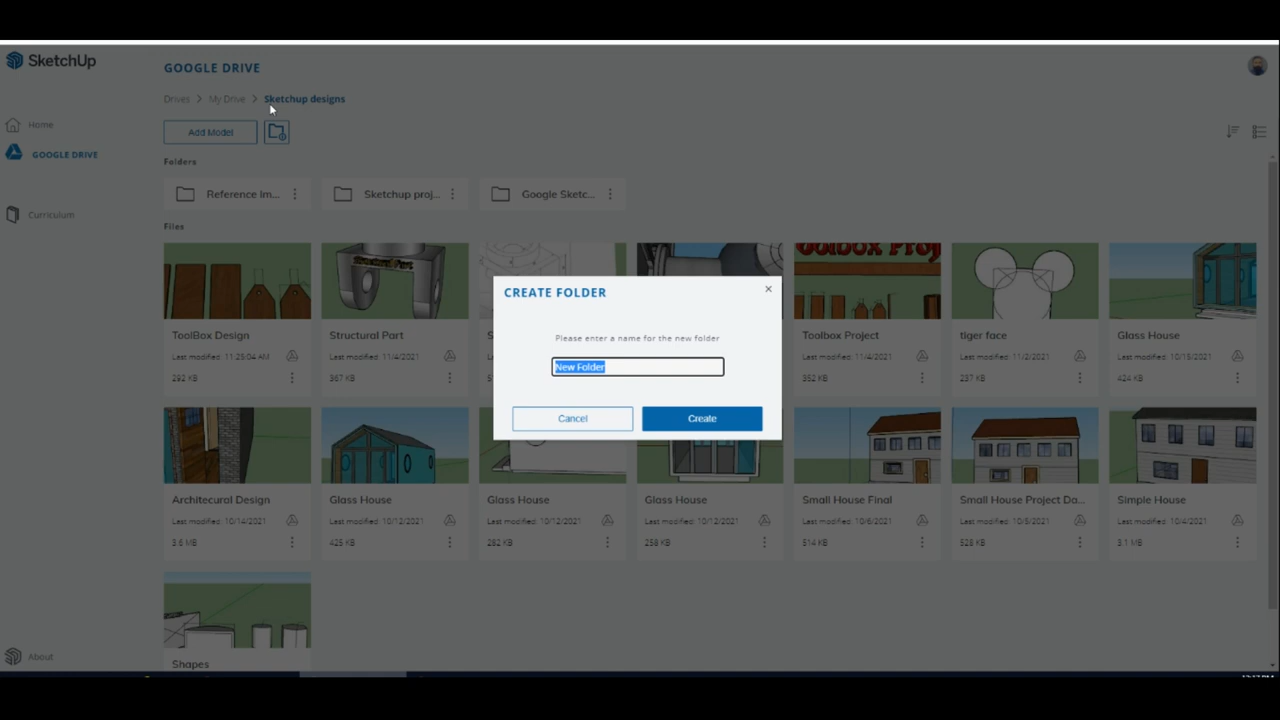 SketchUp
GOOGLE DRIVE
Drives > My Drive > Sketchup designs
Home
Add Model
GOOGLE DRIVE
Folders
Reference Im...
Sketchup proj...
Google Sketc...
Curriculum
Files
CREATE FOLDER
Please enter a name for the new folder
New Folder
Cancel
Create
ToolBox Design
Last modified: 11:25:04 AM
292 KB
Structural Part
Last modified: 11/4/2021
367 KB
Toolbox Project
Last modified: 11/4/2021
352 KB
tiger face
Last modified: 11/2/2021
237 KB
Glass House
Last modified: 10/15/2021
424 KB
Architecural Design
Last modified: 10/14/2021
3.6 MB
Glass House
Last modified: 10/12/2021
425 KB
Glass House
Last modified: 10/12/2021
282 KB
Glass House
Last modified: 10/12/2021
258 KB
Small House Final
Last modified: 10/6/2021
514 KB
Small House Project Da...
Last modified: 10/5/2021
528 KB
Simple House
Last modified: 10/4/2021
3.1 MB
Shapes
About